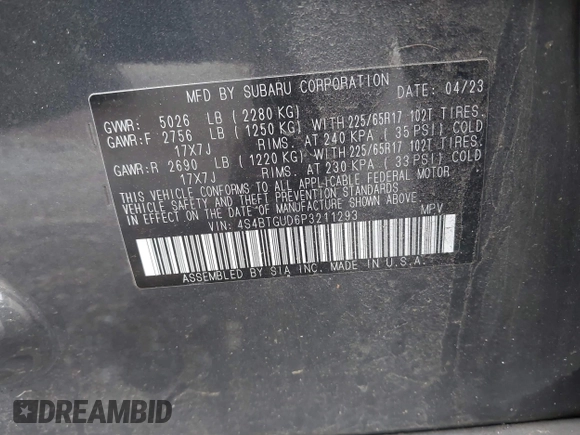 MFD BY SUBARU CORPORATION DATE: 04/23
GVWR: 5026 LB (2280 KG)
GAWR:F 2756 LB (1250 KG) WITH 225/65R17 102T TIRES.
17X7J RIMS. AT 240 KPA (35 PSI) COLD
GAWR:R 2690 LB (1220 KG) WITH 225/65R17 102T TIRES.
17X7J RIMS. AT 230 KPA (33 PSI) COLD
THIS VEHICLE CONFORMS TO ALL APPLICABLE FEDERAL MOTOR
VEHICLE SAFETY AND THEFT PREVENTION STANDARDS
IN EFFECT ON THE DATE OF MANUFACTURE SHOWN ABOVE.
VIN: 4S4BTGUD6P3211293 MPV
ASSEMBLED BY SIA INC. MADE IN U.S.A.
DREAMBID